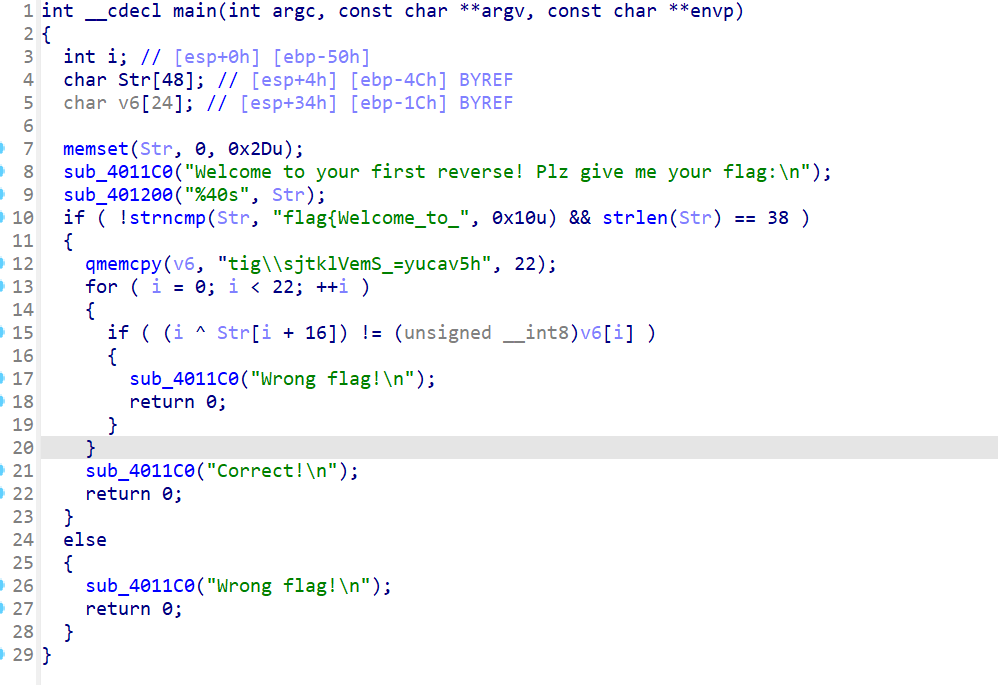 1 int __cdecl main(int argc, const char **argv, const char **envp)
2 {
3 int i; // [esp+0h] [ebp-50h]
4 char Str[48]; // [esp+4h] [ebp-4Ch] BYREF
5 char v6[24]; // [esp+34h] [ebp-1Ch] BYREF
6
7 memset(Str, 0, 0x2Du);
8 sub_4011C0("Welcome to your first reverse! Plz give me your flag:\n");
9 sub_401200("%40s", Str);
10 if ( !strncmp(Str, "flag{Welcome_to_", 0x10u) && strlen(Str) == 38 )
11 {
12 qmemcpy(v6, "tig\\sjtklVemS_=yucav5h", 22);
13 for ( i = 0; i < 22; ++i )
14 {
15 if ( (i ^ Str[i + 16]) != (unsigned __int8)v6[i] )
16 {
17 sub_4011C0("Wrong flag!\n");
18 return 0;
19 }
20 }
21 sub_4011C0("Correct!\n");
22 return 0;
23 }
24 else
25 {
26 sub_4011C0("Wrong flag!\n");
27 return 0;
28 }
29 }